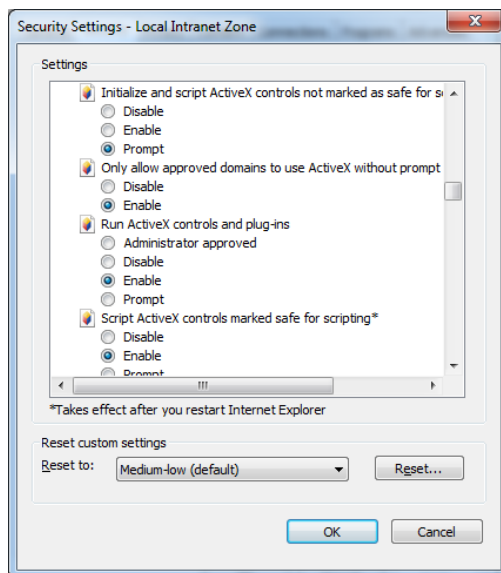 Security Settings - Local Intranet Zone
Settings
Initialize and script ActiveX controls not marked as safe for s
Disable
Enable
Prompt
Only allow approved domains to use ActiveX without prompt
Disable
Enable
Run ActiveX controls and plug-ins
Administrator approved
Disable
Enable
Prompt
Script ActiveX controls marked safe for scripting*
Disable
Enable
Prompt
*Takes effect after you restart Internet Explorer
Reset custom settings
Reset to:
Medium-low (default)
Reset...
OK
Cancel